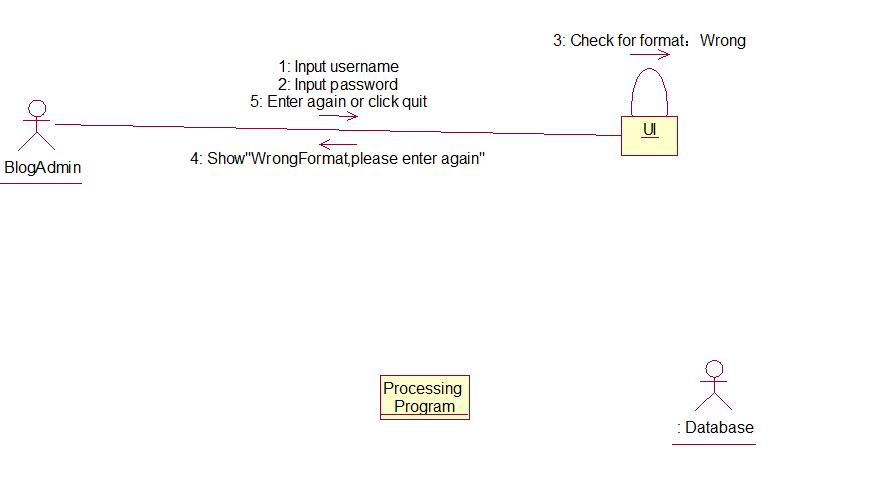 3: Check for format：Wrong
1: Input username
2: Input password
5: Enter again or click quit
UI
BlogAdmin
4: Show"WrongFormat,please enter again"
Processing
Program
: Database